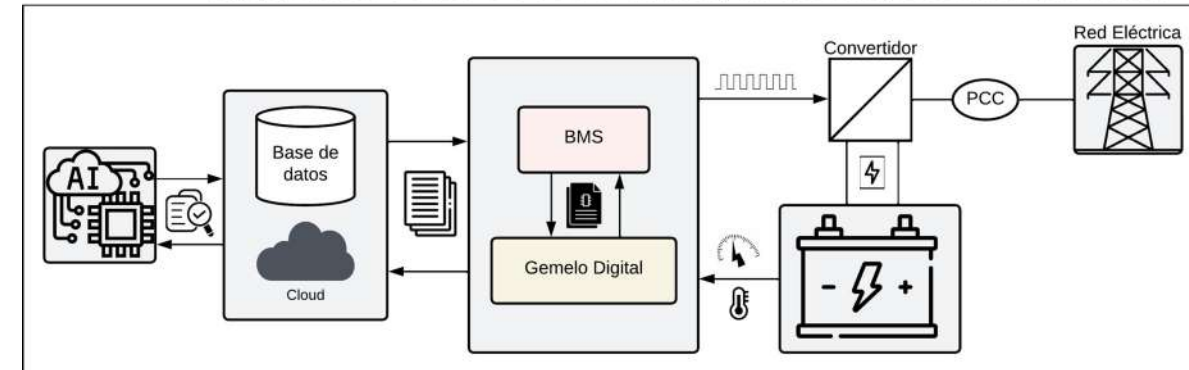 Red Eléctrica
Convertidor
PCC
BMS
Base de
datos
AI
Gemelo Digital
Cloud